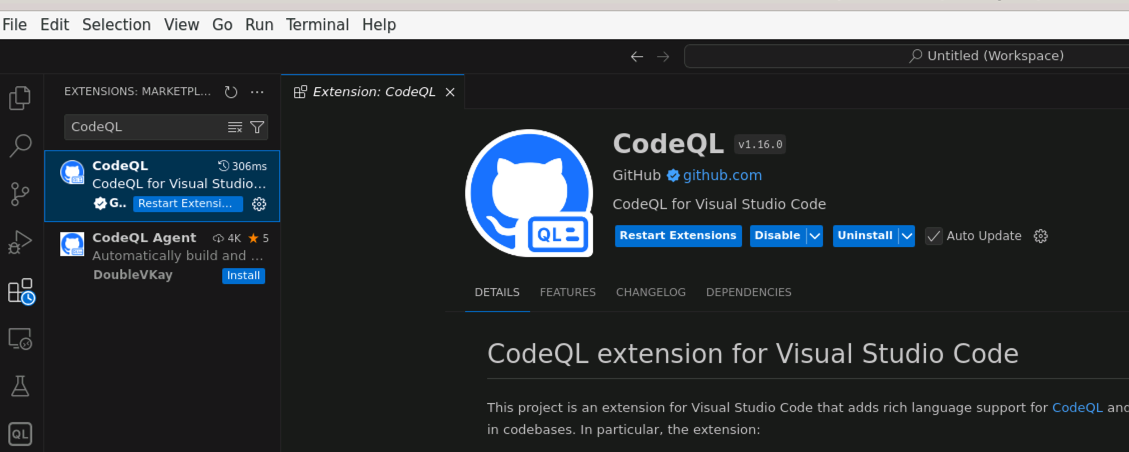 File Edit Selection View Go Run Terminal Help
Untitled (Workspace)
EXTENSIONS: MARKETPL...
Extension: CodeQL
CodeQL
CodeQL
306ms
CodeQL for Visual Studio...
G.. Restart Extensi...
CodeQL Agent
4K
5
Automatically build and ...
DoubleVKay
Install
QL
QL
CodeQL
v1.16.0
GitHub
github.com
CodeQL for Visual Studio Code
Restart Extensions
Disable
Uninstall
Auto Update
DETAILS
FEATURES
CHANGELOG
DEPENDENCIES
CodeQL extension for Visual Studio Code
This project is an extension for Visual Studio Code that adds rich language support for CodeQL and
in codebases. In particular, the extension: